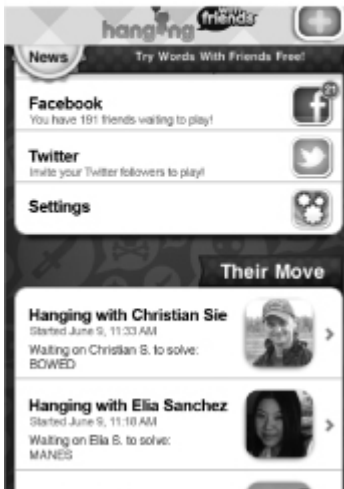 hanging with friends
News
Try Words With Friends Free!
Facebook
21
You have 191 friends waiting to play!
Twitter
Invite your Twitter followers to play!
Settings
Their Move
Hanging with Christian Sie
Started June 9, 11:33 AM
Waiting on Christian S. to solve:
BOWED
Hanging with Elia Sanchez
Started June 9, 11:18 AM
Waiting on Elia S. to solve:
MANES